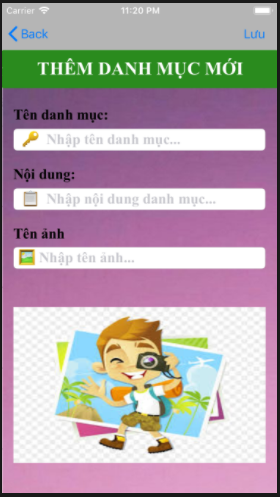 Carrier 11:20 PM
Back Lưu
THÊM DANH MỤC MỚI
Tên danh mục:
Nhập tên danh mục...
Nội dung:
Nhập nội dung danh mục...
Tên ảnh
Nhập tên ảnh...